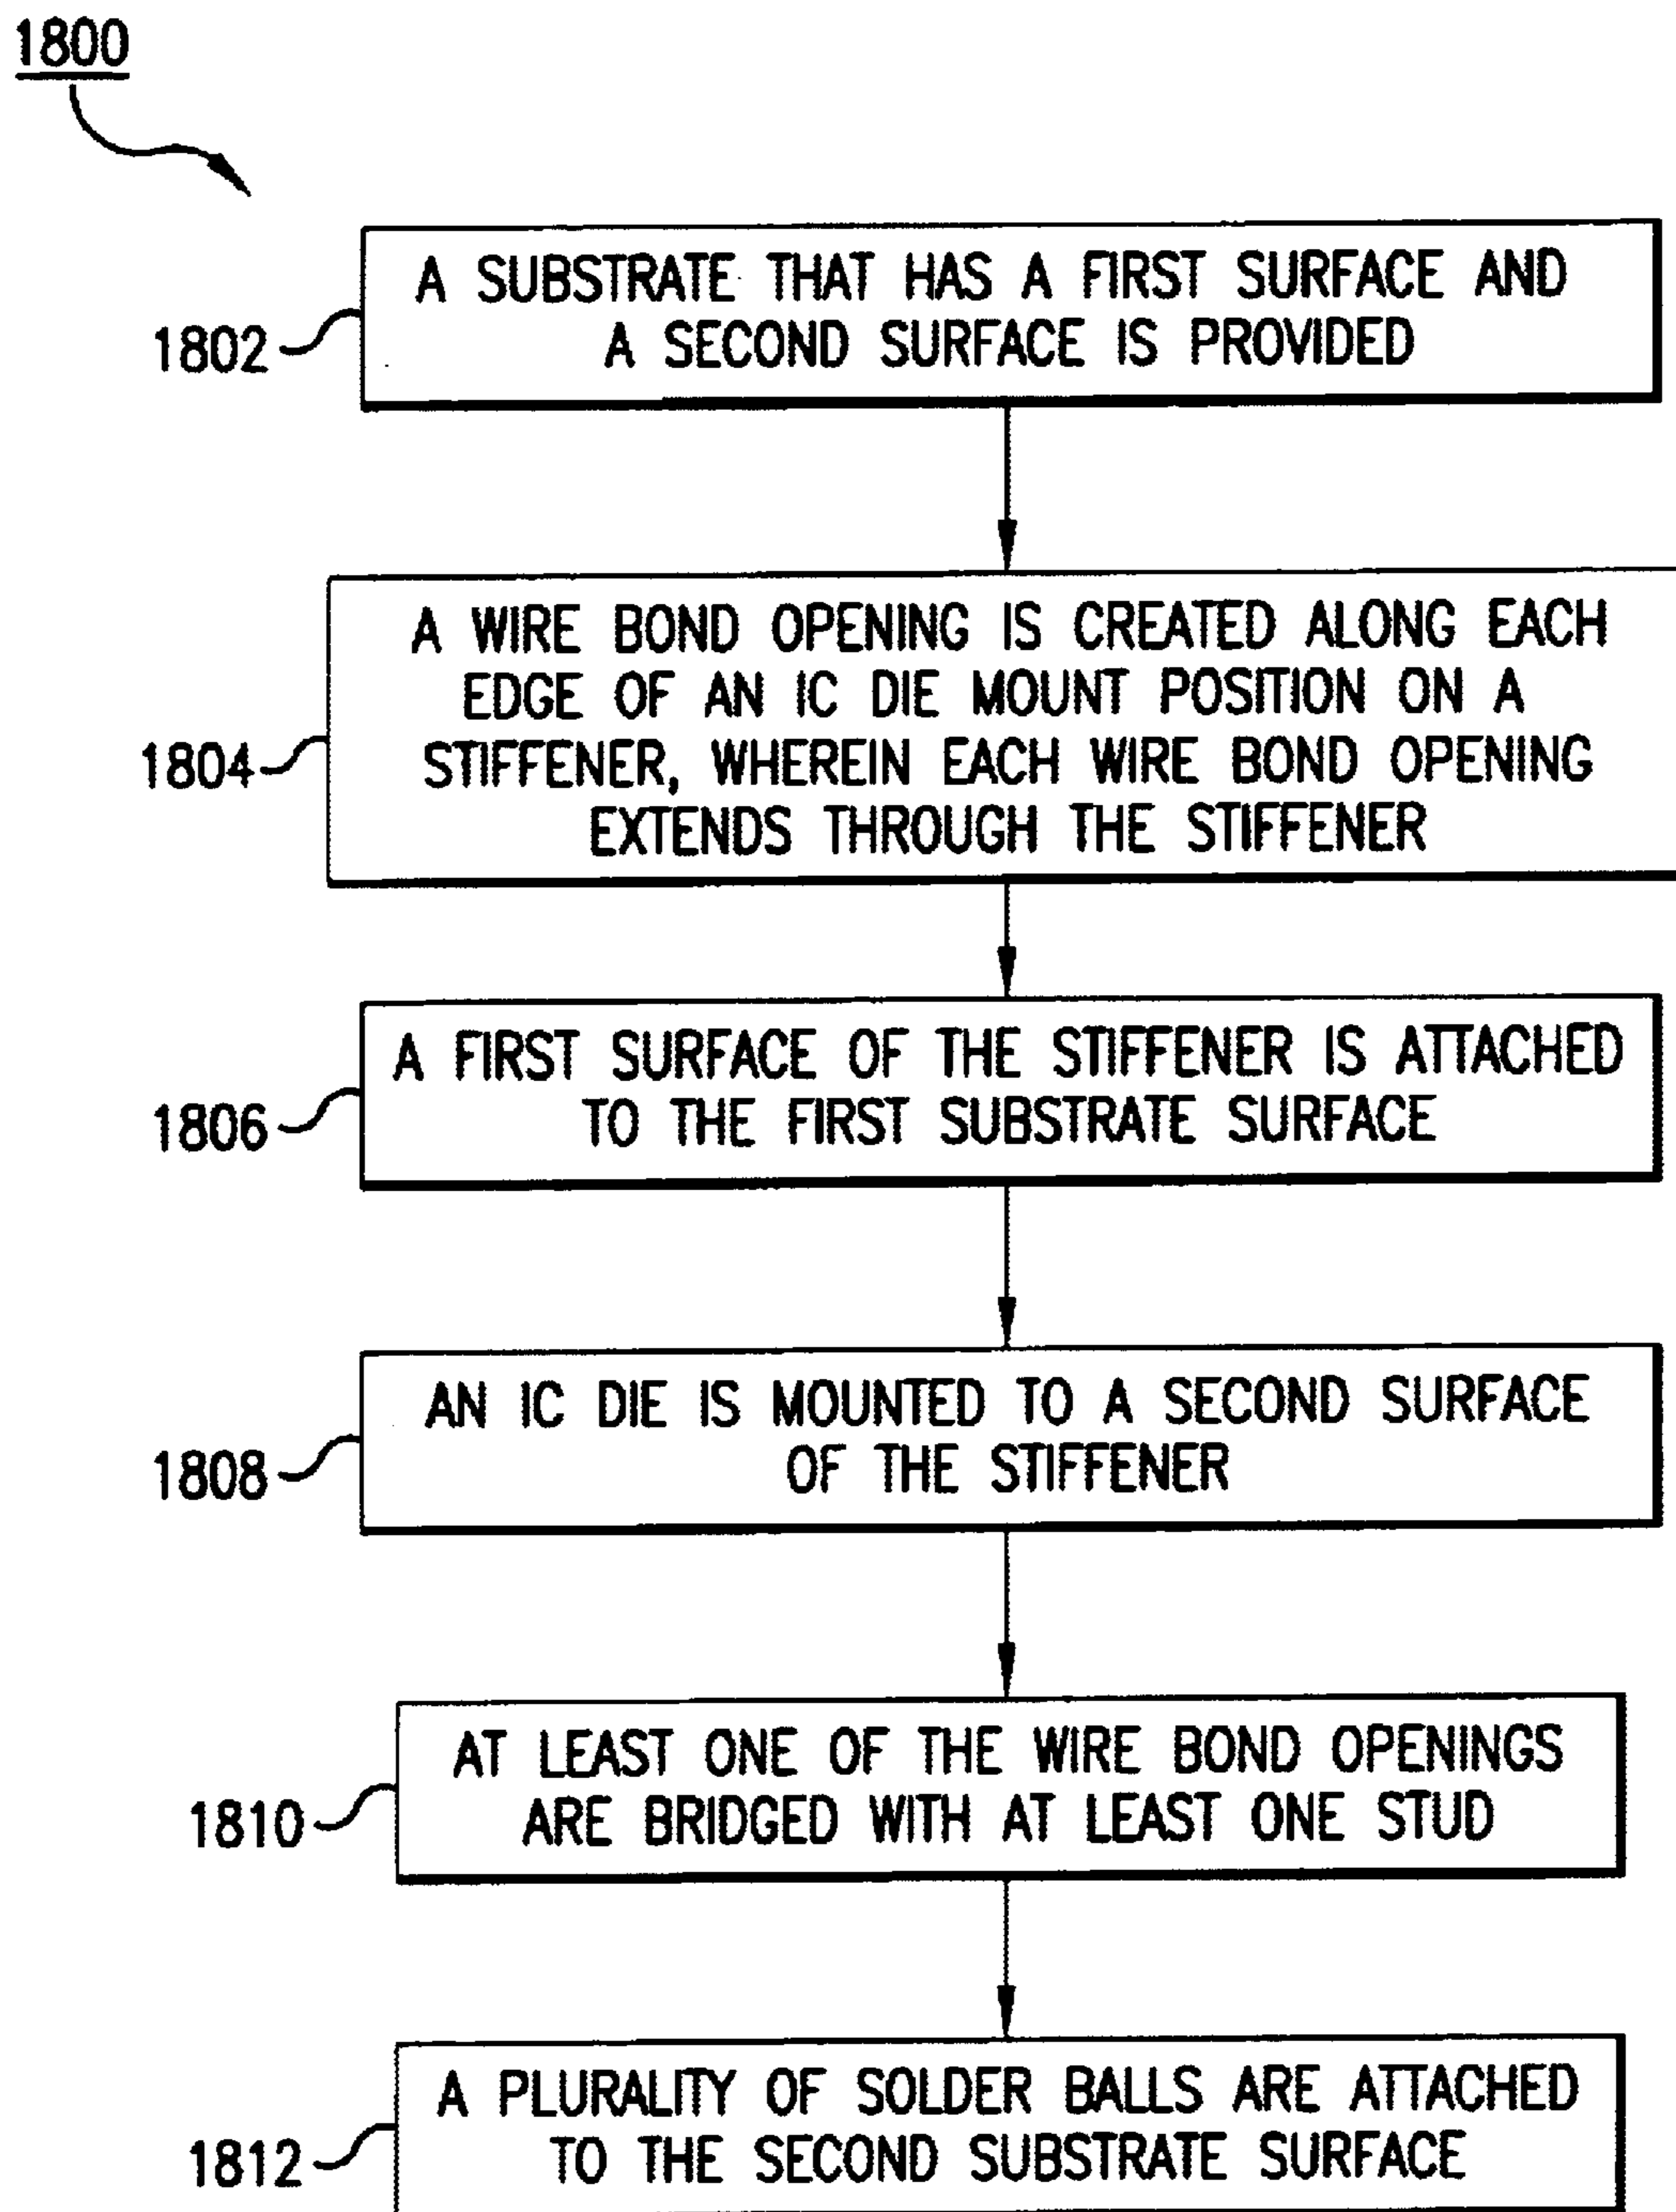 1800
A SUBSTRATE THAT HAS A FIRST SURFACE AND
A SECOND SURFACE IS PROVIDED
1802
A WIRE BOND OPENING IS CREATED ALONG EACH
EDGE OF AN IC DIE MOUNT POSITION ON A
STIFFENER, WHEREIN EACH WIRE BOND OPENING
EXTENDS THROUGH THE STIFFENER
1804
A FIRST SURFACE OF THE STIFFENER IS ATTACHED
TO THE FIRST SUBSTRATE SURFACE
1806
AN IC DIE IS MOUNTED TO A SECOND SURFACE
OF THE STIFFENER
1808
AT LEAST ONE OF THE WIRE BOND OPENINGS
ARE BRIDGED WITH AT LEAST ONE STUD
1810
A PLURALITY OF SOLDER BALLS ARE ATTACHED
TO THE SECOND SUBSTRATE SURFACE
1812